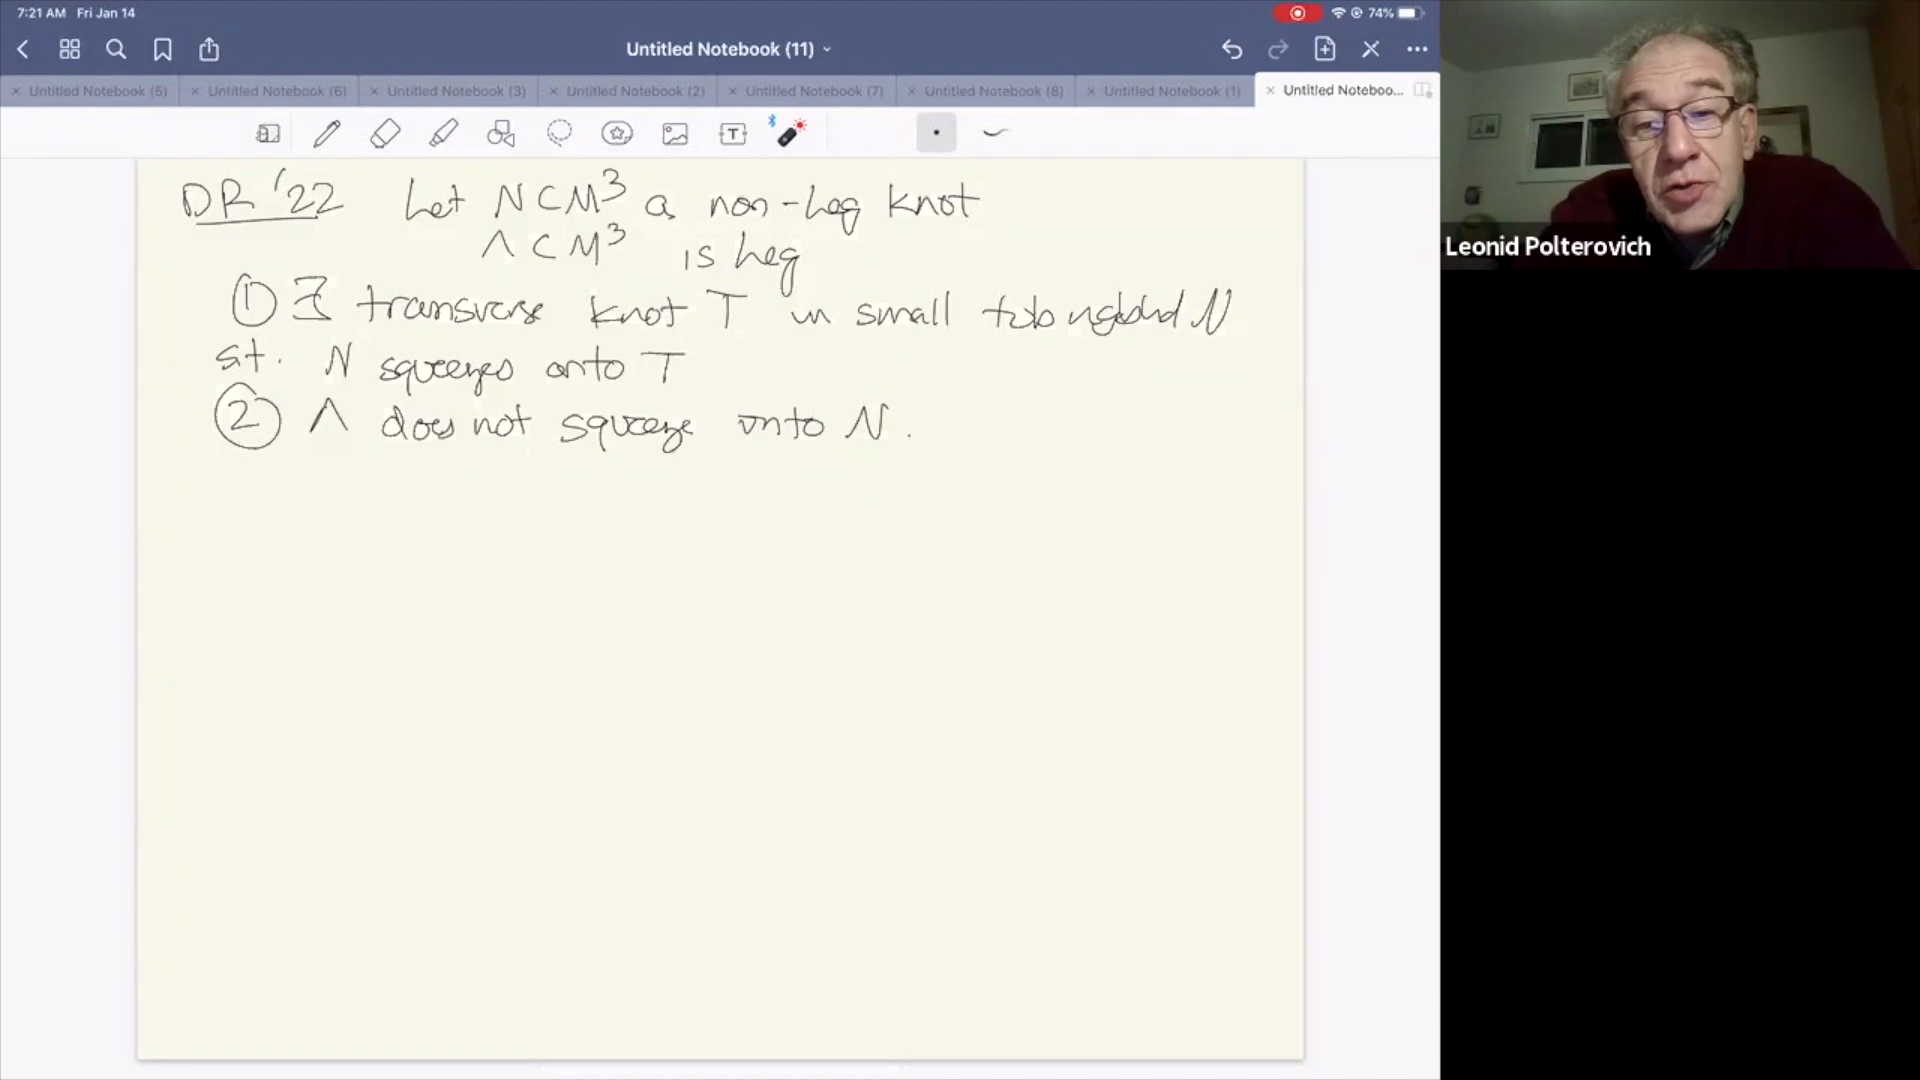 7:21 AM Fri Jan 14
74%
Untitled Notebook (11)
Untitled Notebook (5)
Untitled Notebook (6)
Untitled Notebook (3)
Untitled Notebook (2)
Untitled Notebook (7)
Untitled Notebook (8)
Untitled Notebook (1)
Untitled Noteboo...
DR '22 Let N ⊂ M³ a non-Leg knot
Λ ⊂ M³ is Leg
① ∃ transverse knot T in small tub N
st. N squeezes onto T
② Λ does not squeeze onto N.
Leonid Polterovich